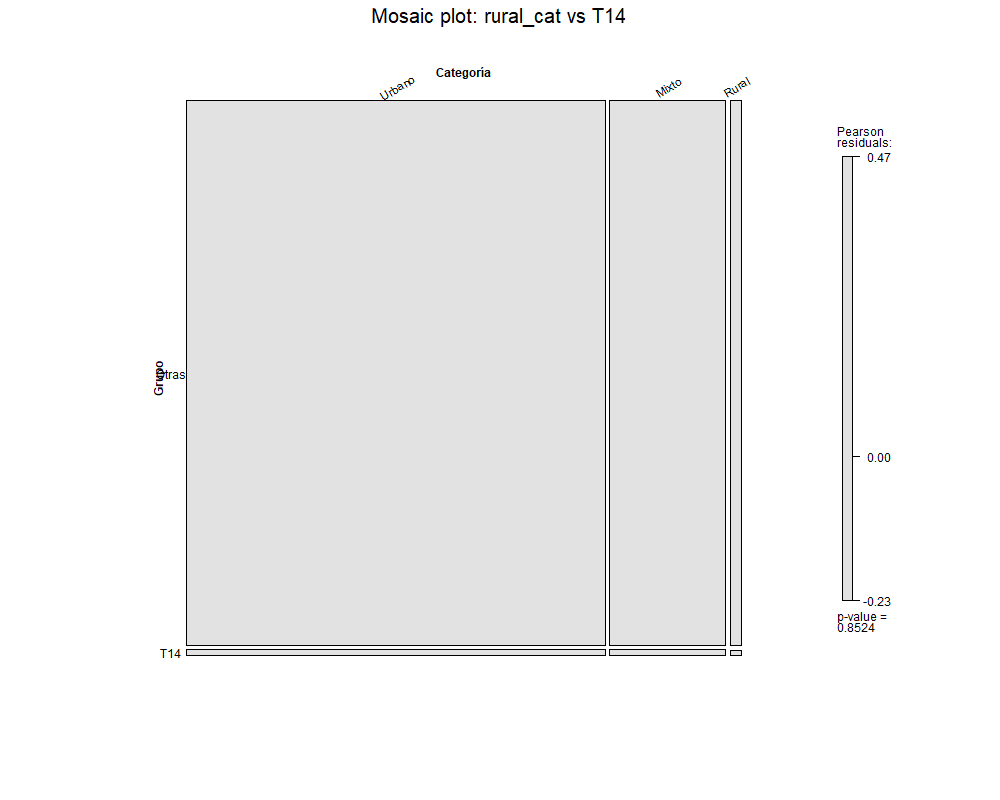 Mosaic plot: rural_cat vs T14
Categoría
Urbano
Mixto
Rural
Pearson
residuals:
0.47
0.00
-0.23
p-value =
0.8524
Grupo
Otras
T14